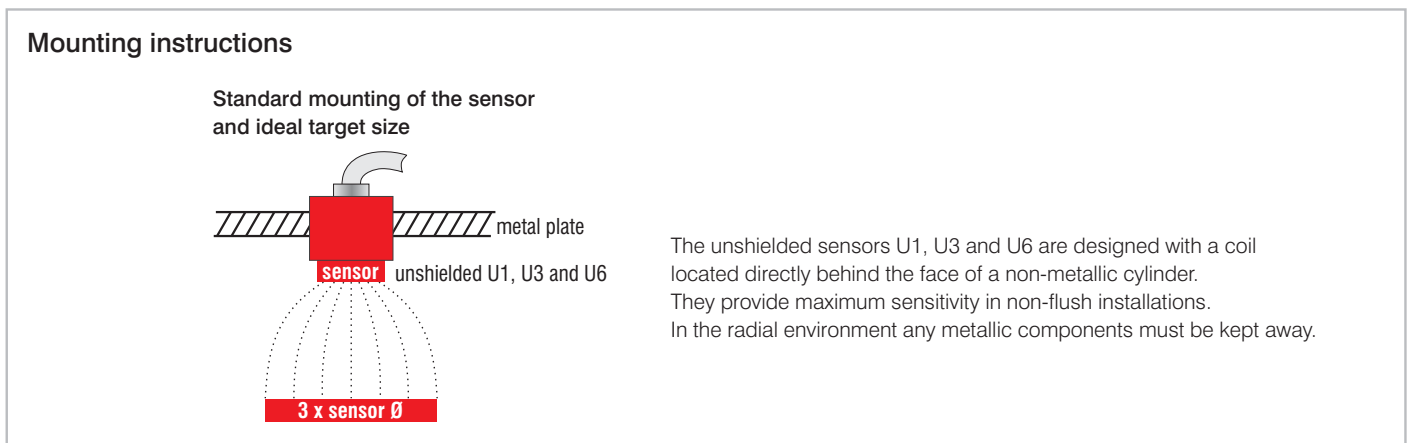 Mounting instructions
Standard mounting of the sensor
and ideal target size
metal plate
sensor
unshielded U1, U3 and U6
3 x sensor Ø
The unshielded sensors U1, U3 and U6 are designed with a coil
located directly behind the face of a non-metallic cylinder.
They provide maximum sensitivity in non-flush installations.
In the radial environment any metallic components must be kept away.